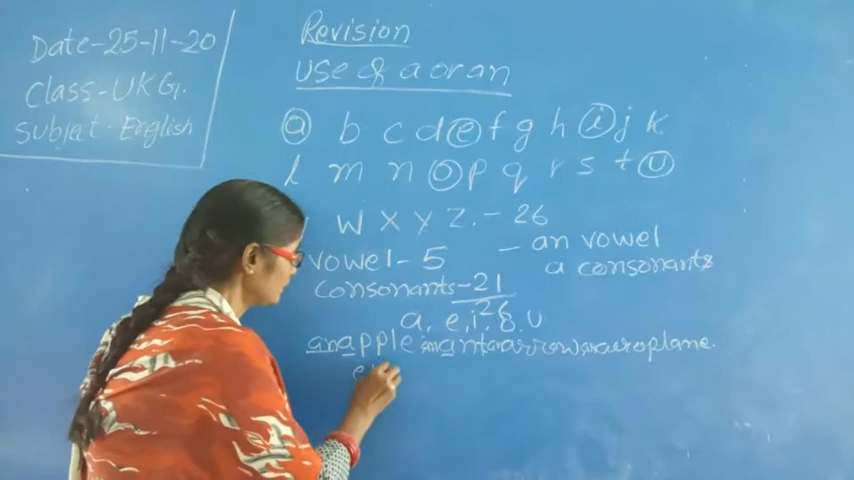 Date-25-11-20
Class-UKG.
Subject-English
Revision
Use of a or an
a b c d e f g h i j k
l m n o p q r s t u
w x y z. - 26
vowel-5
consonants-21
- an vowel
a consonants
26
a, e, i, o, u
an apple an ant an arrow an aeroplane.
e